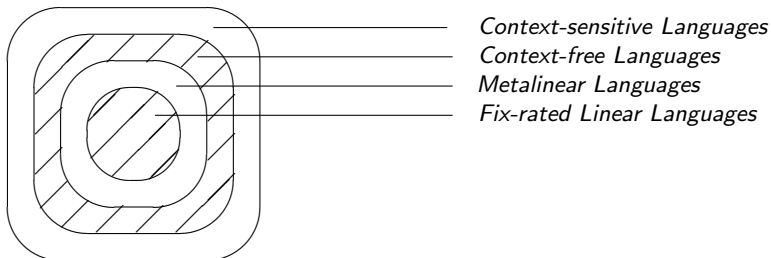 Context-sensitive Languages
Context-free Languages
Metalinear Languages
Fix-rated Linear Languages